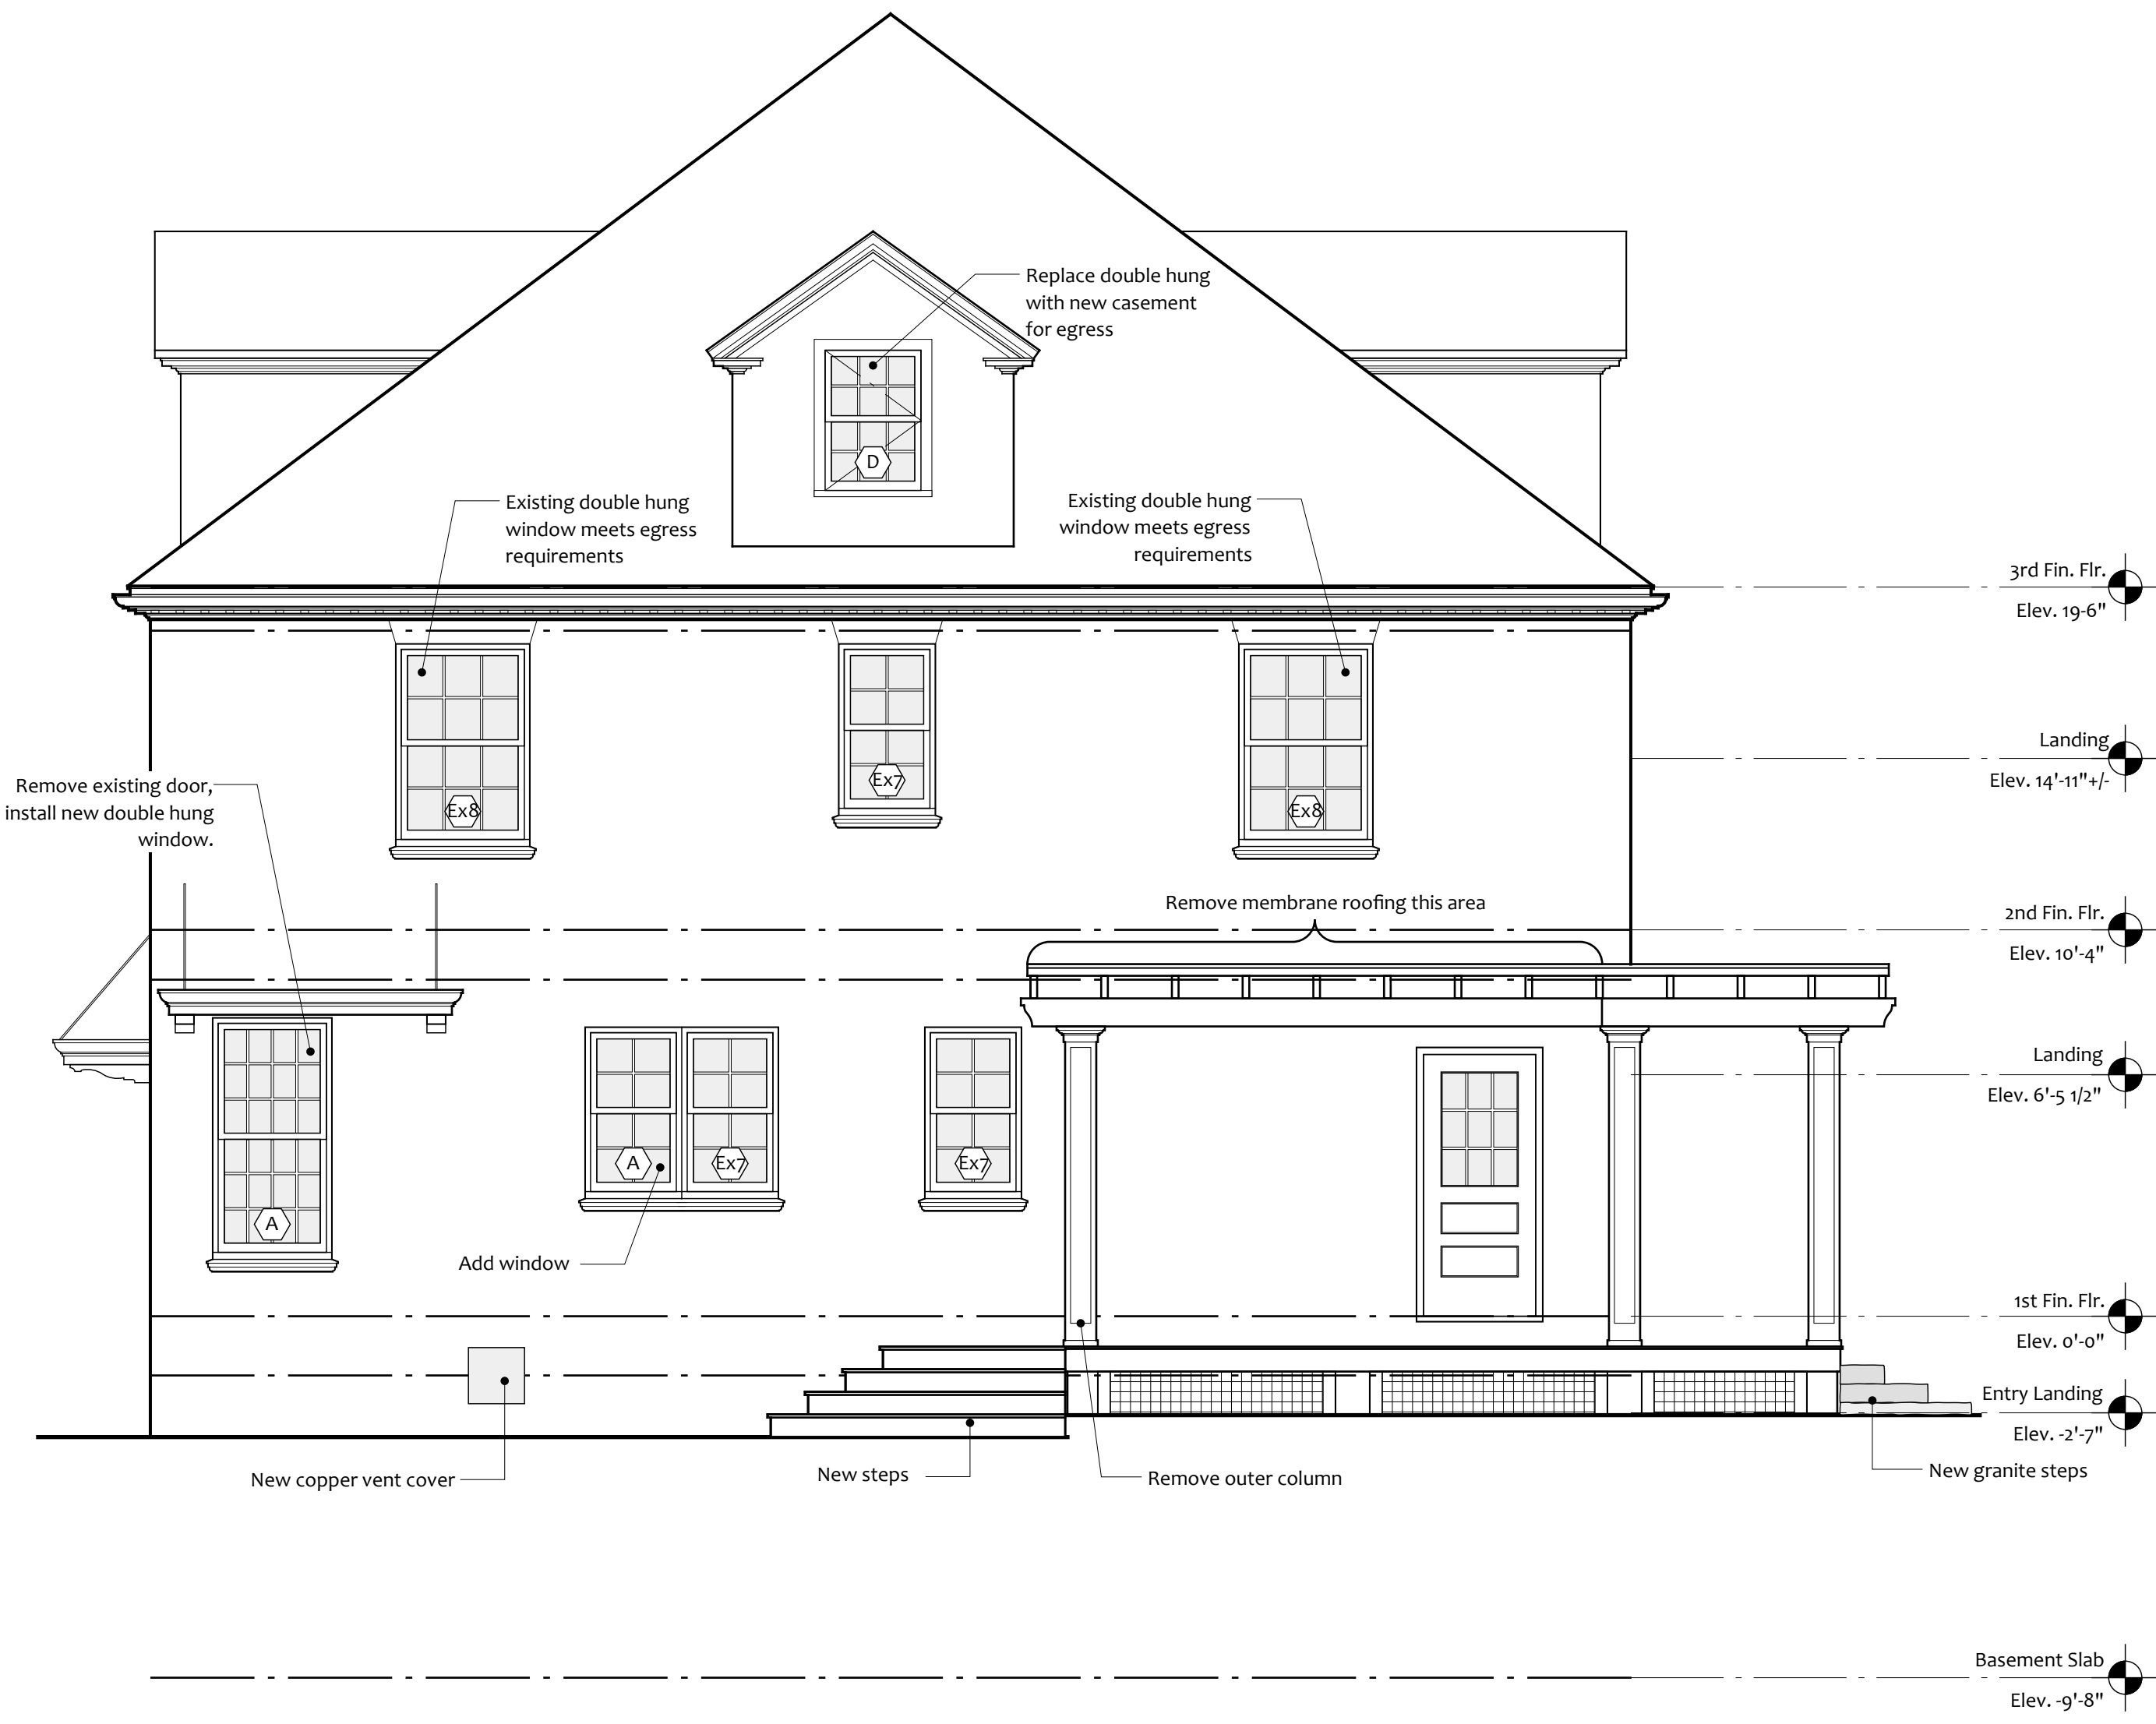 Replace double hung
with new casement
for egress
D
Existing double hung
window meets egress
requirements
Existing double hung
window meets egress
requirements
3rd Fin. Flr.
Elev. 19-6"
Landing
Elev. 14'-11"+/-
Ex8
Ex7
Ex8
Remove existing door,
install new double hung
window.
Remove membrane roofing this area
2nd Fin. Flr.
Elev. 10'-4"
Landing
Elev. 6'-5 1/2"
A
Ex7
Ex7
A
Add window
1st Fin. Flr.
Elev. 0'-0"
Entry Landing
Elev. -2'-7"
New copper vent cover
New steps
Remove outer column
New granite steps
Basement Slab
Elev. -9'-8"